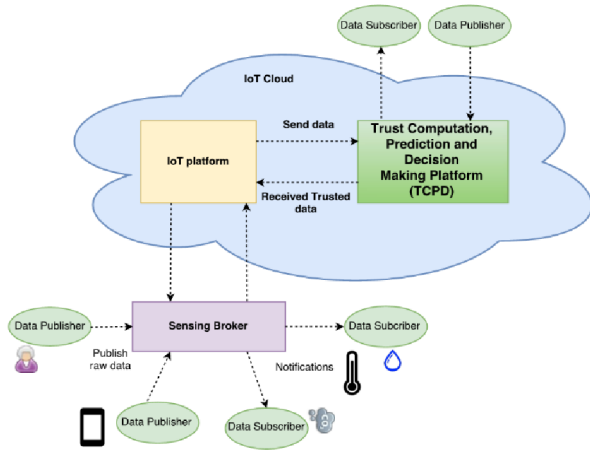 Data Subscriber
Data Publisher
IoT Cloud
Send data
IoT platform
Trust Computation,
Prediction and
Decision
Making Platform
(TCPD)
Received Trusted
data
Data Publisher
Sensing Broker
Data Subcriber
Publish
raw data
Notifications
Data Publisher
Data Subscriber